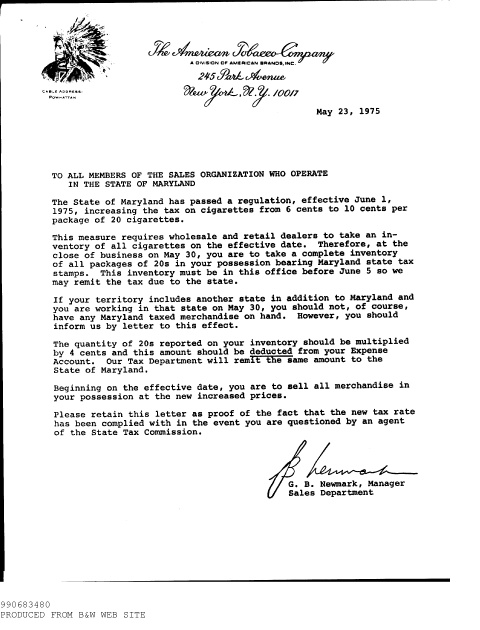 The American Tobacco Company
A DIVISION OF AMERICAN BRANDS, INC.
245 Park Avenue
New York, N.Y. 10017
CABLE ADDRESS:
POWHATTAN
May 23, 1975
TO ALL MEMBERS OF THE SALES ORGANIZATION WHO OPERATE
IN THE STATE OF MARYLAND
The State of Maryland has passed a regulation, effective June 1,
1975, increasing the tax on cigarettes from 6 cents to 10 cents per
package of 20 cigarettes.
This measure requires wholesale and retail dealers to take an in-
ventory of all cigarettes on the effective date. Therefore, at the
close of business on May 30, you are to take a complete inventory
of all packages of 20s in your possession bearing Maryland state tax
stamps. This inventory must be in this office before June 5 so we
may remit the tax due to the state.
If your territory includes another state in addition to Maryland and
you are working in that state on May 30, you should not, of course,
have any Maryland taxed merchandise on hand. However, you should
inform us by letter to this effect.
The quantity of 20s reported on your inventory should be multiplied
by 4 cents and this amount should be deducted from your Expense
Account. Our Tax Department will remit the same amount to the
State of Maryland.
Beginning on the effective date, you are to sell all merchandise in
your possession at the new increased prices.
Please retain this letter as proof of the fact that the new tax rate
has been complied with in the event you are questioned by an agent
of the State Tax Commission.
G. B. Newmark, Manager
Sales Department
990683480
PRODUCED FROM B&W WEB SITE